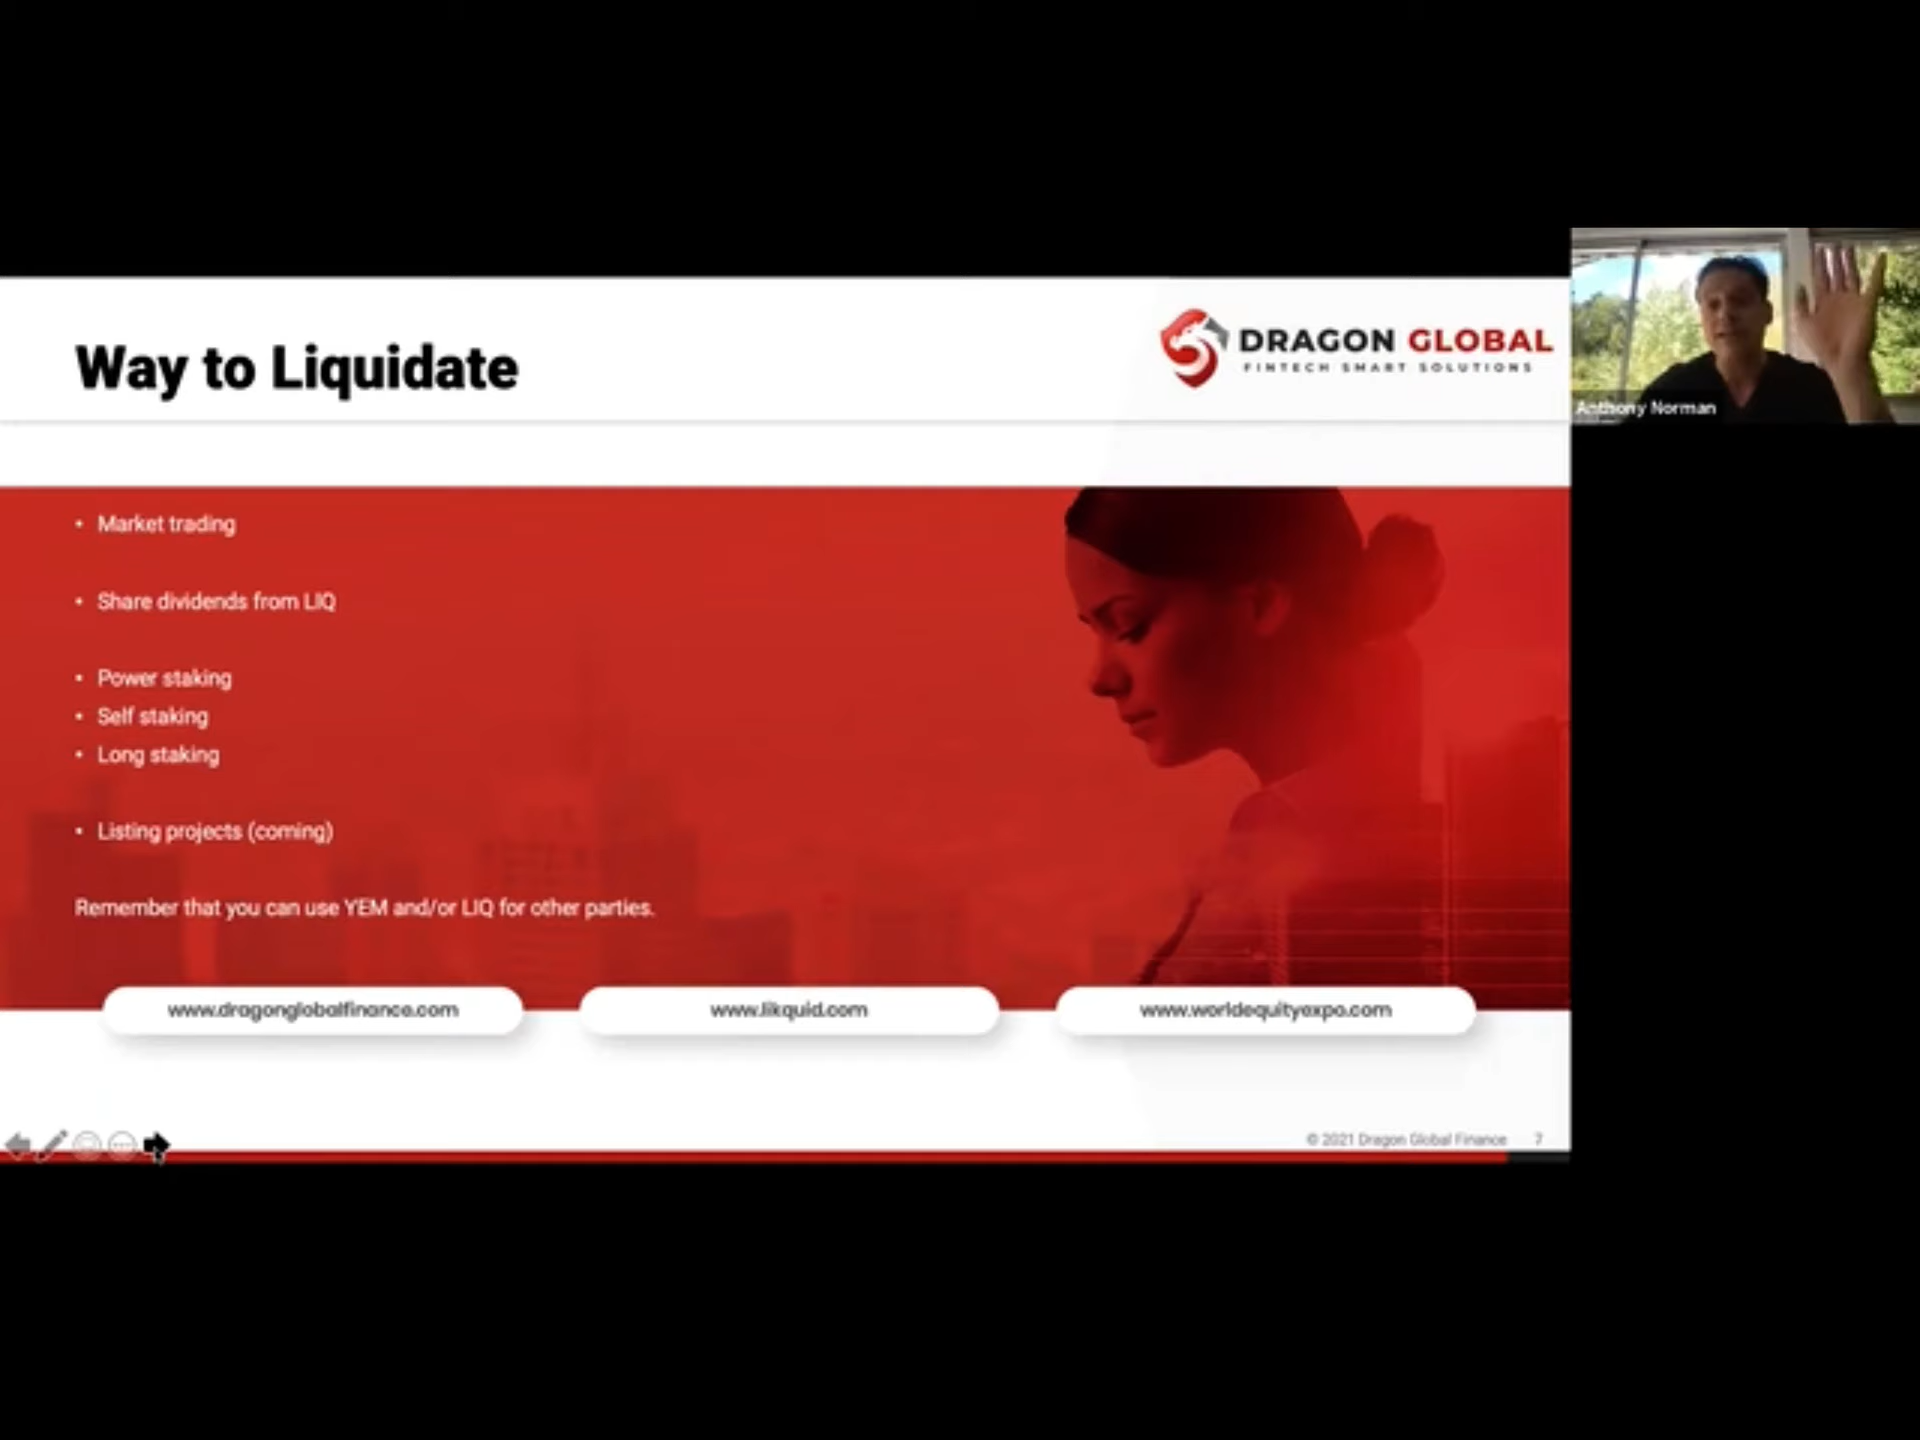 Way to Liquidate
DRAGON GLOBAL
FINTECH SMART SOLUTIONS
Anthony Norman
• Market trading
• Share dividends from LIQ
• Power staking
• Self staking
• Long staking
• Listing projects (coming)
Remember that you can use YEM and/or LIQ for other parties.
www.dragonglobalfinance.com
www.likquid.com
www.worldequityexpo.com
© 2021 Dragon Global Finance 7